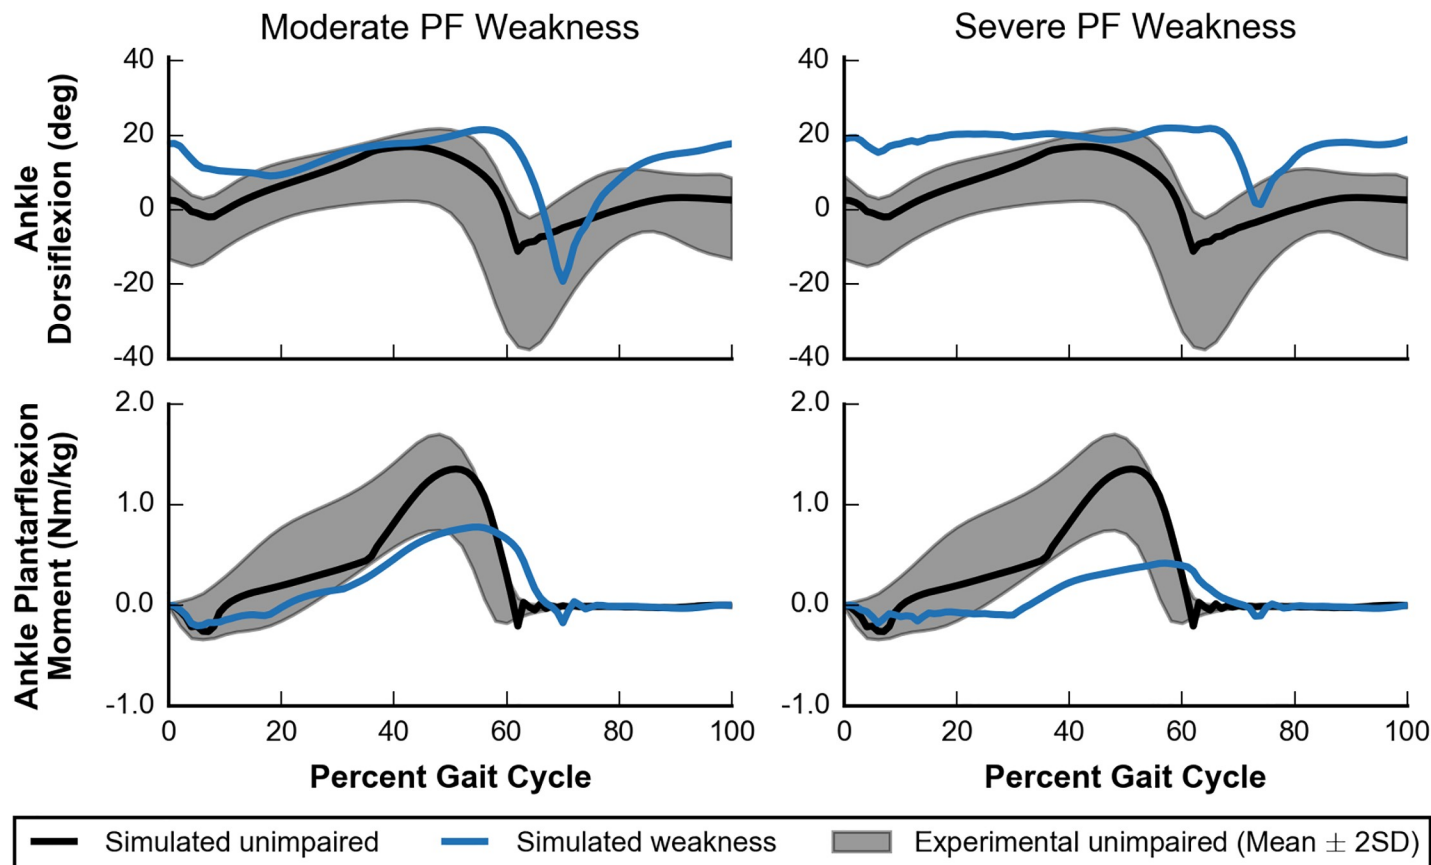 Moderate PF Weakness
Severe PF Weakness
Ankle
Dorsiflexion (deg)
40
20
0
-20
-40
40
20
0
-20
-40
Ankle Plantarflexion
Moment (Nm/kg)
2.0
1.0
0.0
-1.0
0 20 40 60 80 100
2.0
1.0
0.0
-1.0
0 20 40 60 80 100
Percent Gait Cycle
Percent Gait Cycle
Simulated unimpaired
Simulated weakness
Experimental unimpaired (Mean ± 2SD)